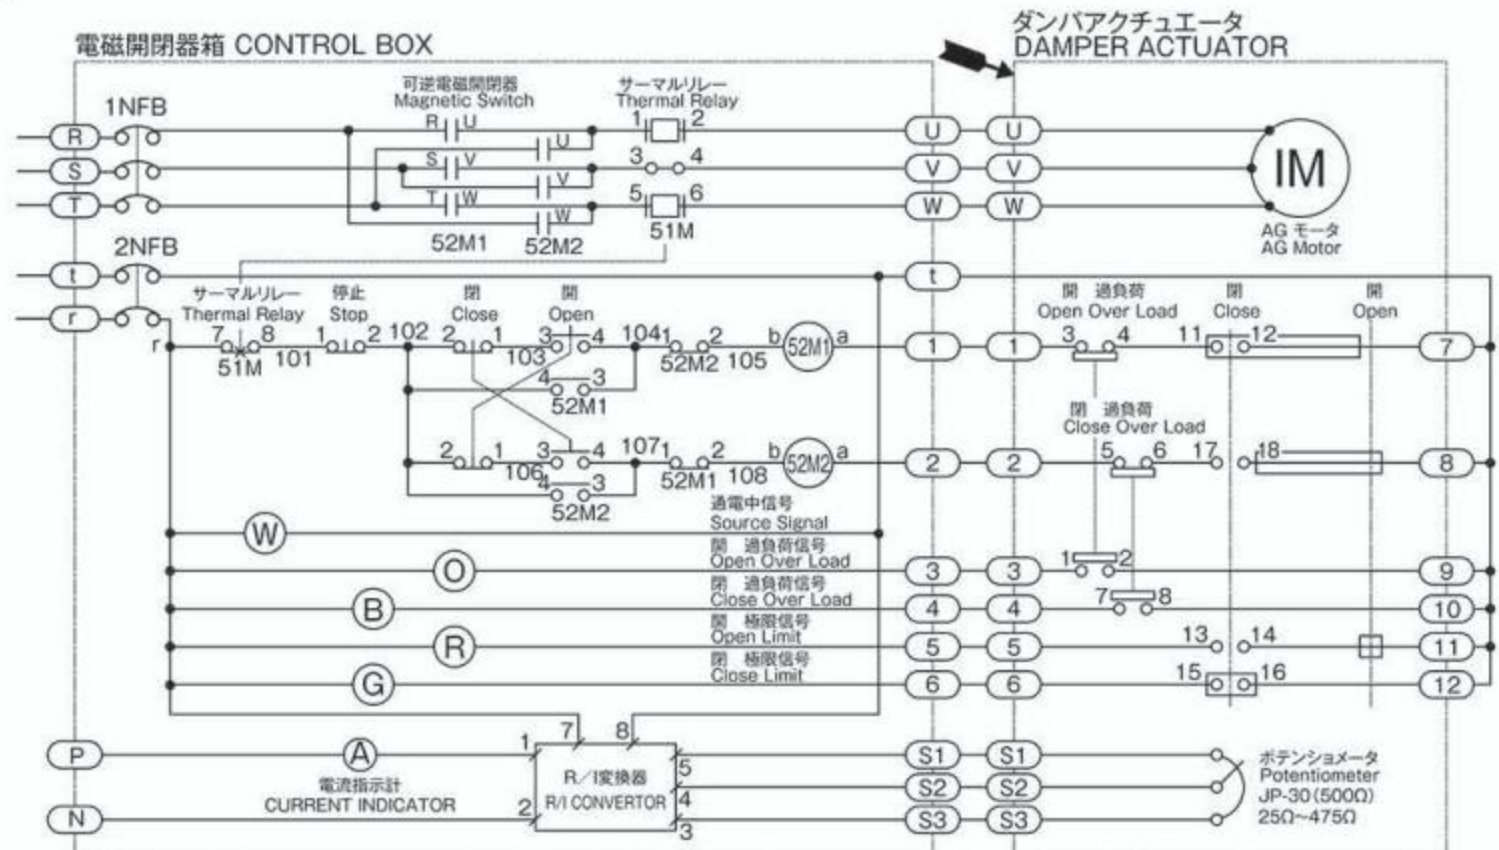 ダンパアクチュエータ
電磁開閉器箱 CONTROL BOX
DAMPER ACTUATOR
可逆電磁開閉器
Magnetic Switch
サーマルリレー
Thermal Relay
1NFB
R U
1 2
R
U
U
U
S V
3 4
S
V
V
V
IM
T W
5 6
T
W
W
W
52M1
52M2
51M
AG モータ
AG Motor
2NFB
t
t
r
サーマルリレー
Thermal Relay
停止
Stop
閉
Close
開
Open
開 過負荷
Open Over Load
閉
Close
開
Open
r
7 8
51M
101
1 2
102
2 1
103
3 4
104
1 2
52M2
105
b 52M1 a
1
1
3 4
11 12
7
4 3
52M1
閉 過負荷
Close Over Load
2 1
106
3 4
107
1 2
52M1
108
b 52M2 a
2
2
5 6
17 18
8
4 3
52M2
W
通電中信号
Source Signal
O
開 過負荷信号
Open Over Load
3
3
1 2
9
B
閉 過負荷信号
Close Over Load
4
4
7 8
10
R
開 極限信号
Open Limit
5
5
13 14
11
G
閉 極限信号
Close Limit
6
6
15 16
12
7 8
P
A
1
R／I変換器
R/I CONVERTOR
5
S1
S1
電流指示計
CURRENT INDICATOR
4
S2
S2
N
2
3
S3
S3
ポテンショメータ
Potentiometer
JP-30(500Ω)
25Ω～475Ω